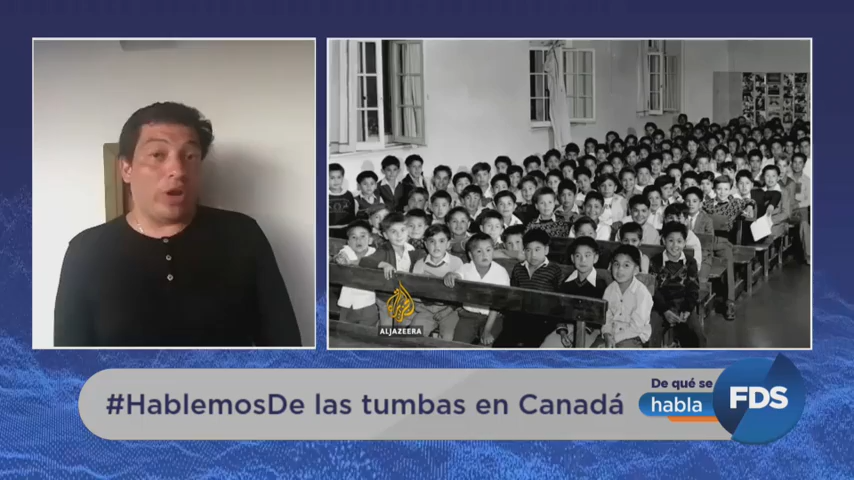 ALJAZEERA
#HablemosDe las tumbas en Canadá
De qué se
habla
FDS